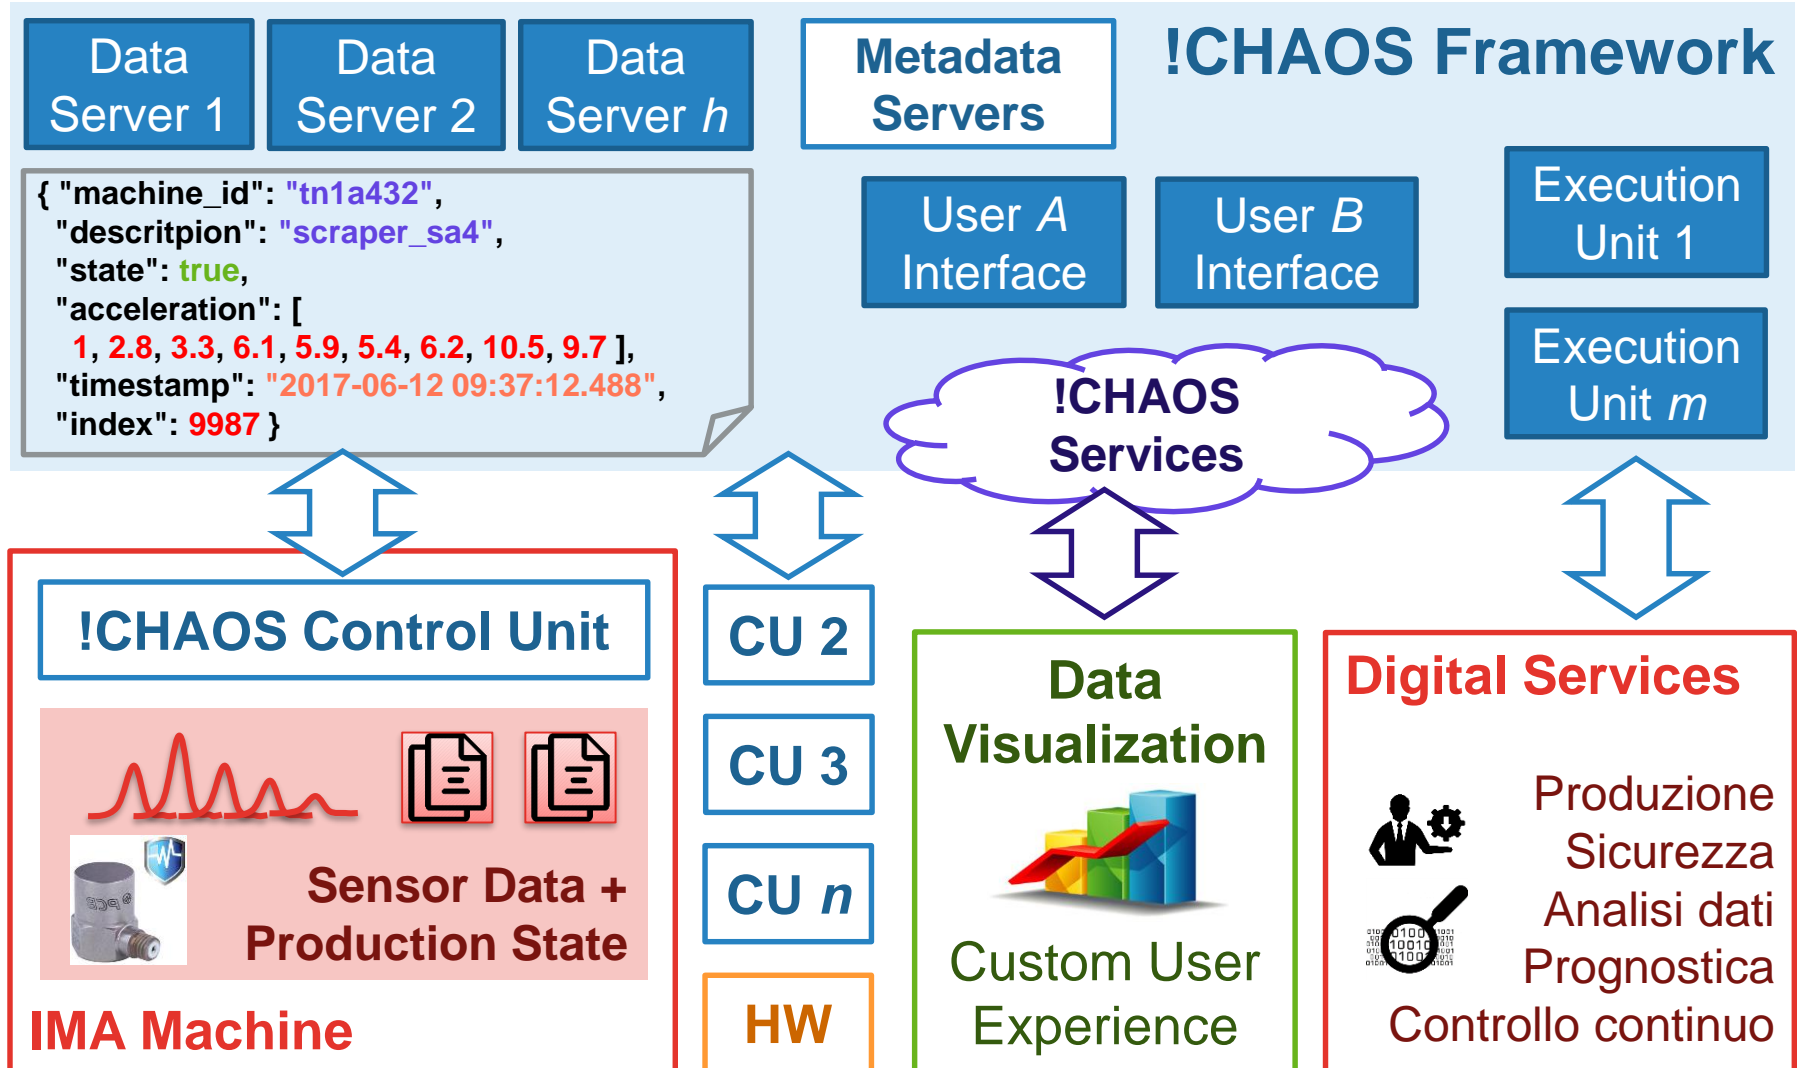 !CHAOS Framework
Data
Server 1
Data
Server 2
Data
Server h
Metadata
Servers
{ "machine_id": "tn1a432",
"descritpion": "scraper_sa4",
"state": true,
"acceleration": [
1, 2.8, 3.3, 6.1, 5.9, 5.4, 6.2, 10.5, 9.7 ],
"timestamp": "2017-06-12 09:37:12.488",
"index": 9987 }
User A
Interface
User B
Interface
Execution
Unit 1
Execution
Unit m
!CHAOS
Services
!CHAOS Control Unit
Sensor Data +
Production State
IMA Machine
CU 2
CU 3
CU n
HW
Data
Visualization
Custom User
Experience
Digital Services
Produzione
Sicurezza
Analisi dati
Prognostica
Controllo continuo